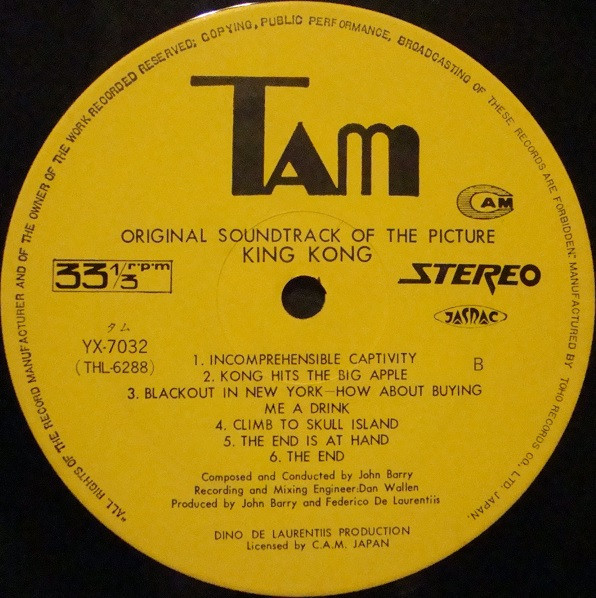 "ALL RIGHTS OF THE RECORD MANUFACTURER AND OF THE OWNER OF THE WORK RECORDED RESERVED; COPYING, PUBLIC PERFORMANCE, BROADCASTING OF THESE RECORDS ARE FORBIDDEN" MANUFACTURED BY TOHO RECORDS CO., LTD. JAPAN.
TAM
CAM
ORIGINAL SOUNDTRACK OF THE PICTURE
KING KONG
33 1/3 rpm
STEREO
JASRAC
タム
YX-7032
(THL-6288)
B
1. INCOMPREHENSIBLE CAPTIVITY
2. KONG HITS THE BIG APPLE
3. BLACKOUT IN NEW YORK—HOW ABOUT BUYING
ME A DRINK
4. CLIMB TO SKULL ISLAND
5. THE END IS AT HAND
6. THE END
Composed and Conducted by John Barry
Recording and Mixing Engineer:Dan Wallen
Produced by John Barry and Federico De Laurentiis
DINO DE LAURENTIIS PRODUCTION
Licensed by C.A.M. JAPAN